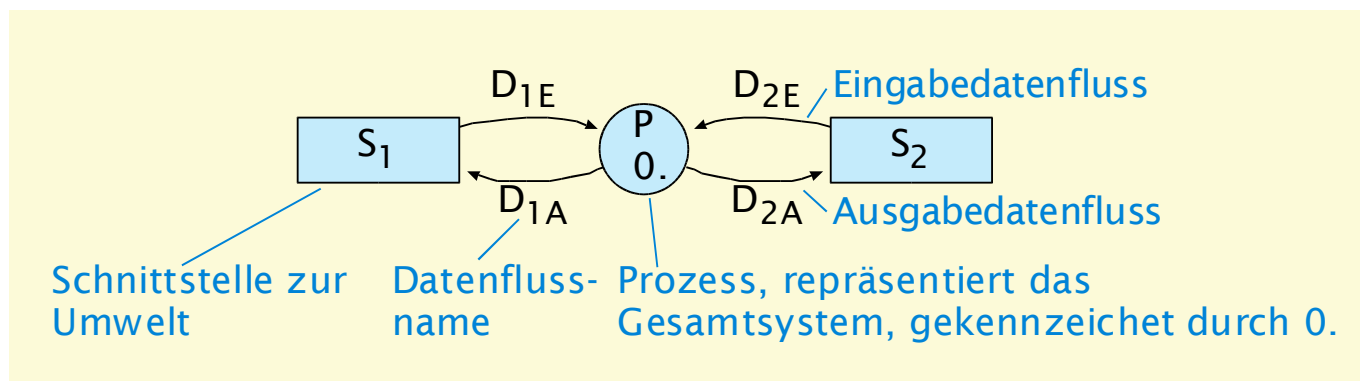 D1E
D2E
Eingabedatenfluss
S1
P
0.
S2
D1A
D2A
Ausgabedatenfluss
Schnittstelle zur
Umwelt
Datenfluss-
name
Prozess, repräsentiert das
Gesamtsystem, gekennzeichet durch 0.